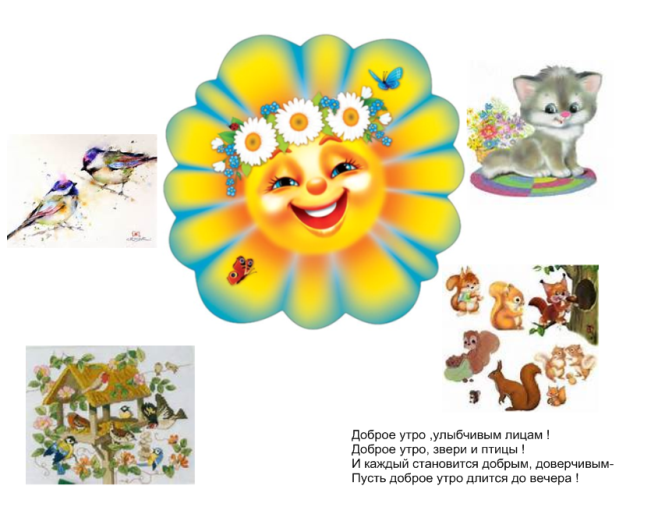 Доброе утро ,улыбчивым лицам !
Доброе утро, звери и птицы !
И каждый становится добрым, доверчивым-
Пусть доброе утро длится до вечера !